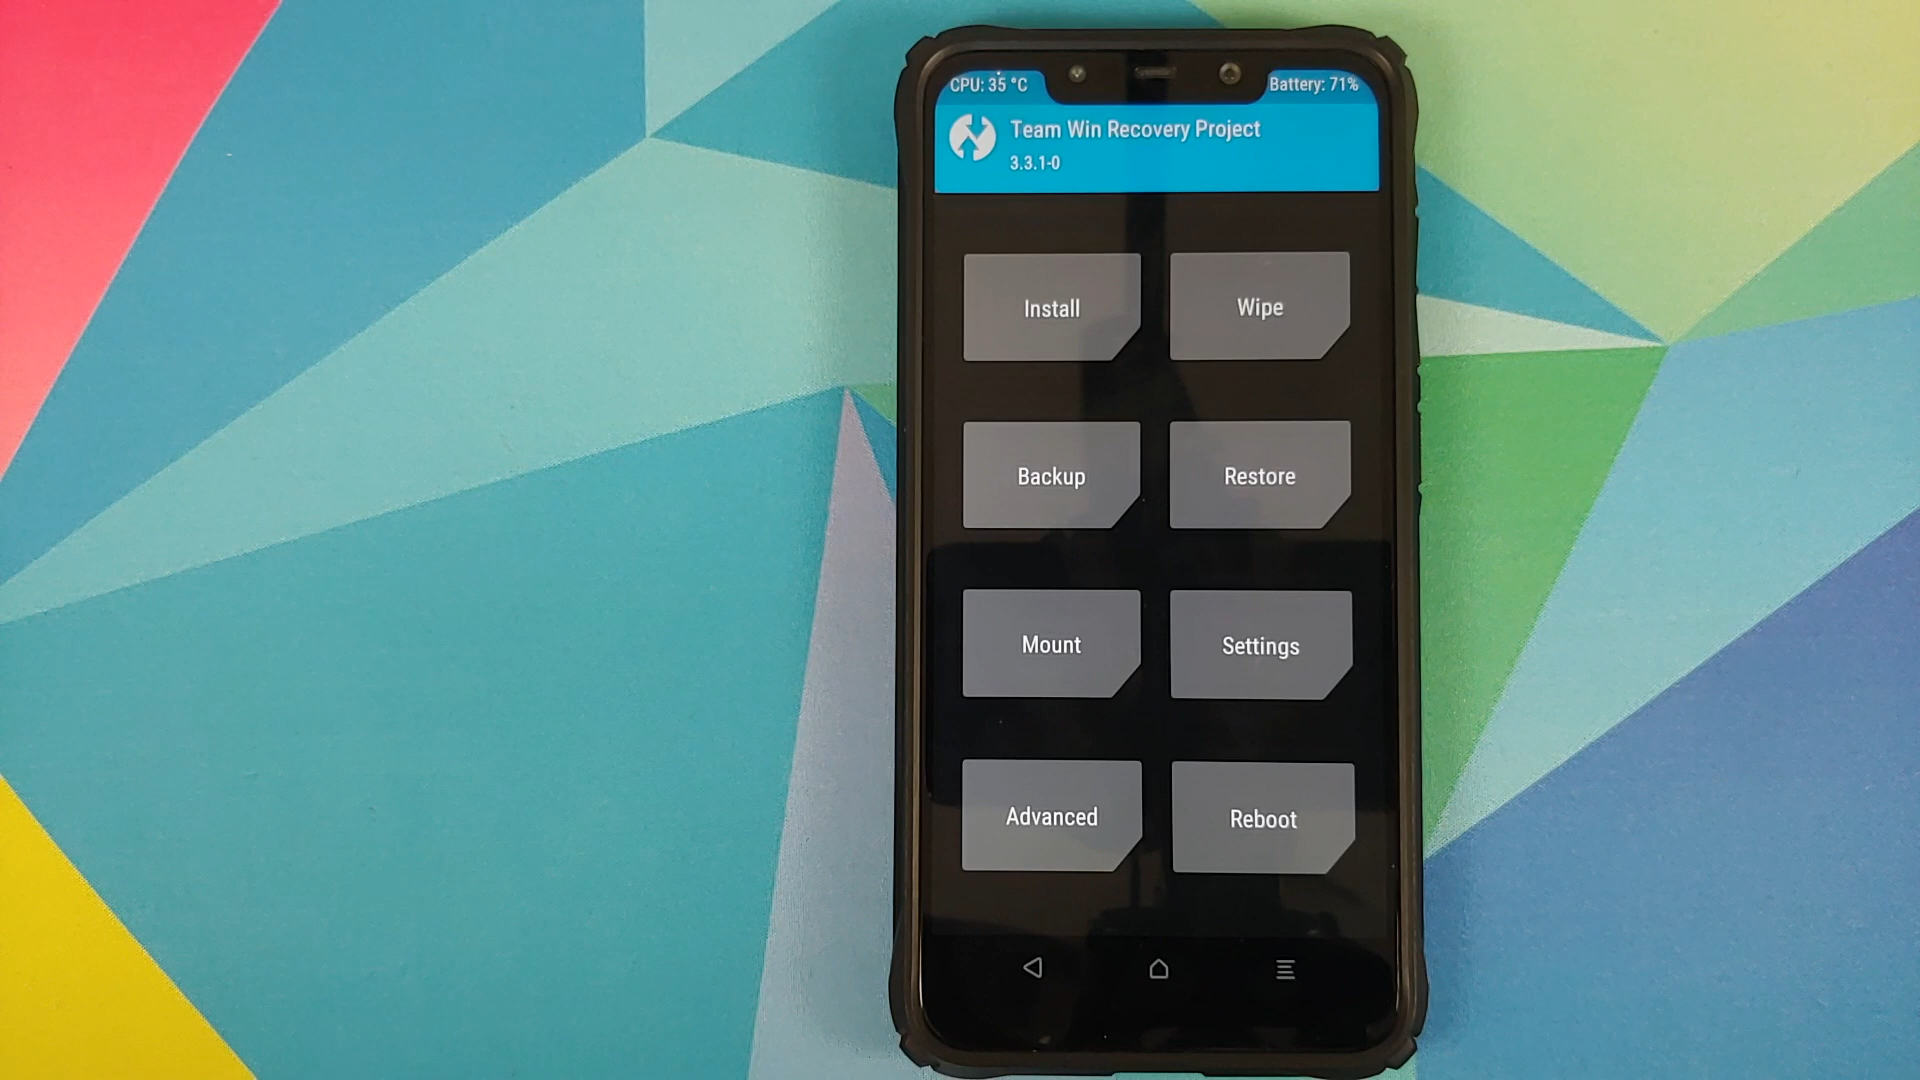 CPU: 35 °C
Battery: 71%
Team Win Recovery Project
3.3.1-0
Install
Wipe
Backup
Restore
Mount
Settings
Advanced
Reboot